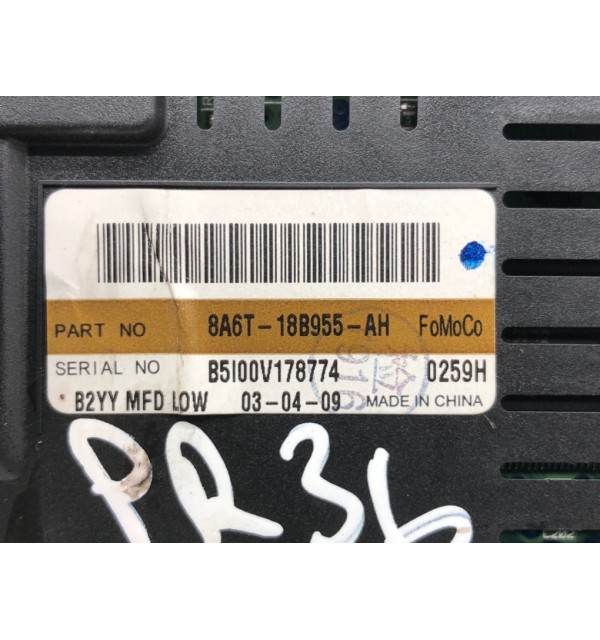 PART NO 8A6T-18B955-AH FoMoCo
SERIAL NO B5I00V178774 0259H
B2YY MFD LOW 03-04-09 MADE IN CHINA
PR36